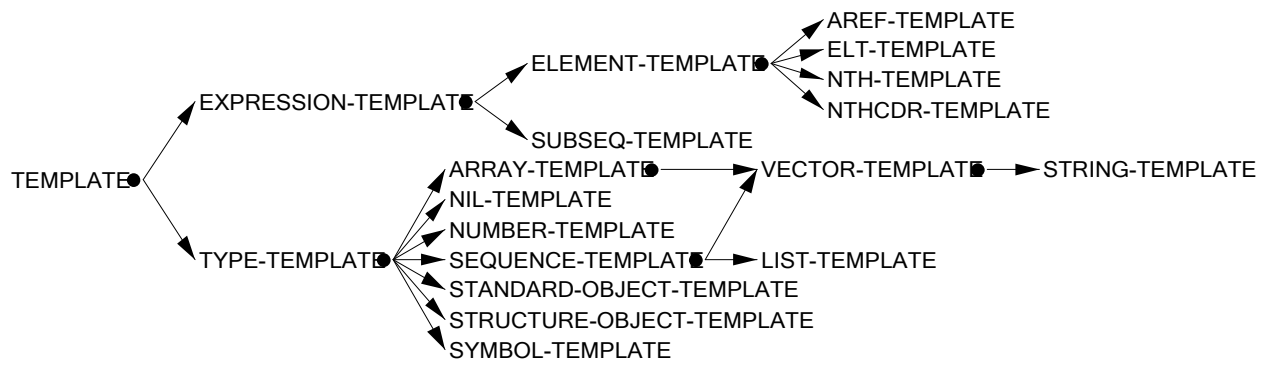 AREF-TEMPLATE
ELT-TEMPLATE
ELEMENT-TEMPLATE
NTH-TEMPLATE
EXPRESSION-TEMPLATE
NTHCDR-TEMPLATE
SUBSEQ-TEMPLATE
TEMPLATE
ARRAY-TEMPLATE
VECTOR-TEMPLATE
STRING-TEMPLATE
NIL-TEMPLATE
NUMBER-TEMPLATE
TYPE-TEMPLATE
SEQUENCE-TEMPLATE
LIST-TEMPLATE
STANDARD-OBJECT-TEMPLATE
STRUCTURE-OBJECT-TEMPLATE
SYMBOL-TEMPLATE